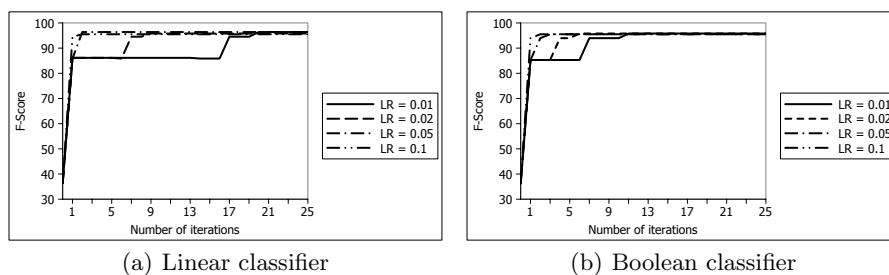 100
90
80
70
60
50
40
30
F-Score
1 5 9 13 17 21 25
Number of iterations
LR = 0.01
LR = 0.02
LR = 0.05
LR = 0.1
(a) Linear classifier
100
90
80
70
60
50
40
30
F-Score
1 5 9 13 17 21 25
Number of iterations
LR = 0.01
LR = 0.02
LR = 0.05
LR = 0.1
(b) Boolean classifier